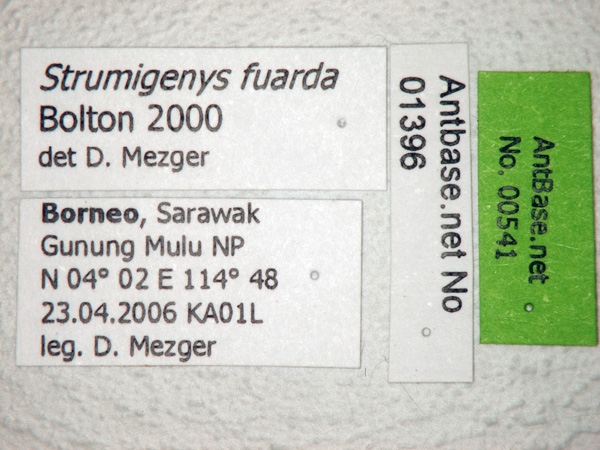 Strumigenys fuarda
Bolton 2000
det D. Mezger
Borneo, Sarawak
Gunung Mulu NP
N 04° 02 E 114° 48
23.04.2006 KA01L
leg. D. Mezger
Antbase.net No
01396
AntBase.net
No. 00541